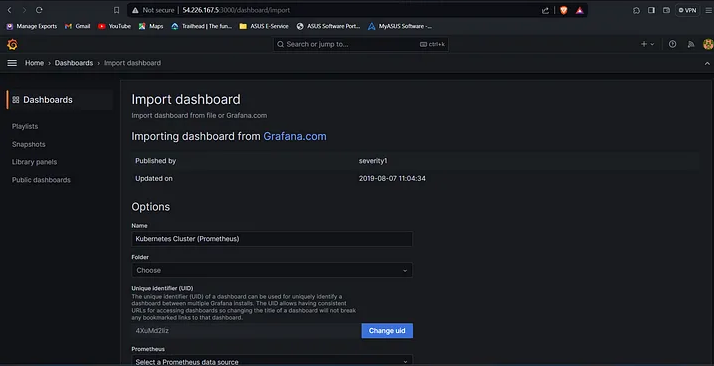 Not secure | 54.226.167.5:3000/dashboard/import
VPN
Manage Exports Gmail YouTube Maps Trailhead | The fun... ASUS E-Service ASUS Software Port... MyASUS Software -...
Search or jump to... ctrl+k
Home > Dashboards > Import dashboard
Dashboards
Playlists
Snapshots
Library panels
Public dashboards
Import dashboard
Import dashboard from file or Grafana.com
Importing dashboard from Grafana.com
Published by severity1
Updated on 2019-08-07 11:04:34
Options
Name
Kubernetes Cluster (Prometheus)
Folder
Choose
Unique identifier (UID)
The unique identifier (UID) of a dashboard can be used for uniquely identify a
dashboard between multiple Grafana installs. The UID allows having consistent
URLs for accessing dashboards so changing the title of a dashboard will not break
any bookmarked links to that dashboard.
Change uid
Prometheus
Select a Prometheus data source